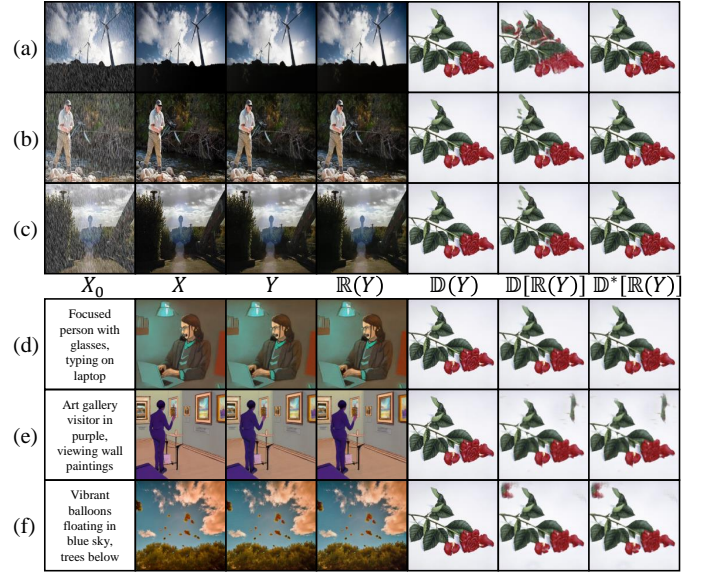 (a)
(b)
(c)
X₀ X Y ℝ(Y) 𝔻(Y) 𝔻[ℝ(Y)] 𝔻*[ℝ(Y)]
(d)
Focused
person with
glasses,
typing on
laptop
(e)
Art gallery
visitor in
purple,
viewing wall
paintings
(f)
Vibrant
balloons
floating in
blue sky,
trees below